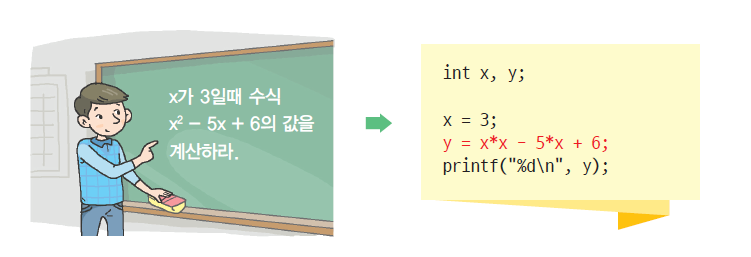 x가 3일때 수식
x² – 5x + 6의 값을
계산하라.
int x, y;
x = 3;
y = x*x - 5*x + 6;
printf("%d\n", y);